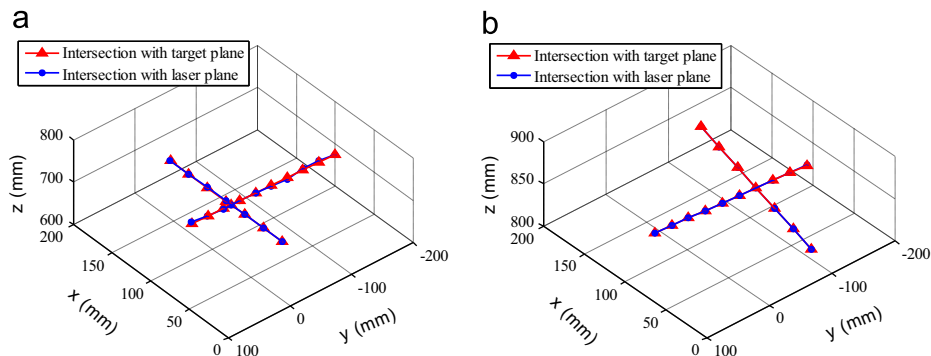 a
Intersection with target plane
Intersection with laser plane
800
700
600
z (mm)
200
150
100
50
0
x (mm)
100
0
-100
-200
y (mm)
b
Intersection with target plane
Intersection with laser plane
900
850
800
z (mm)
200
150
100
50
0
x (mm)
100
0
-100
-200
y (mm)